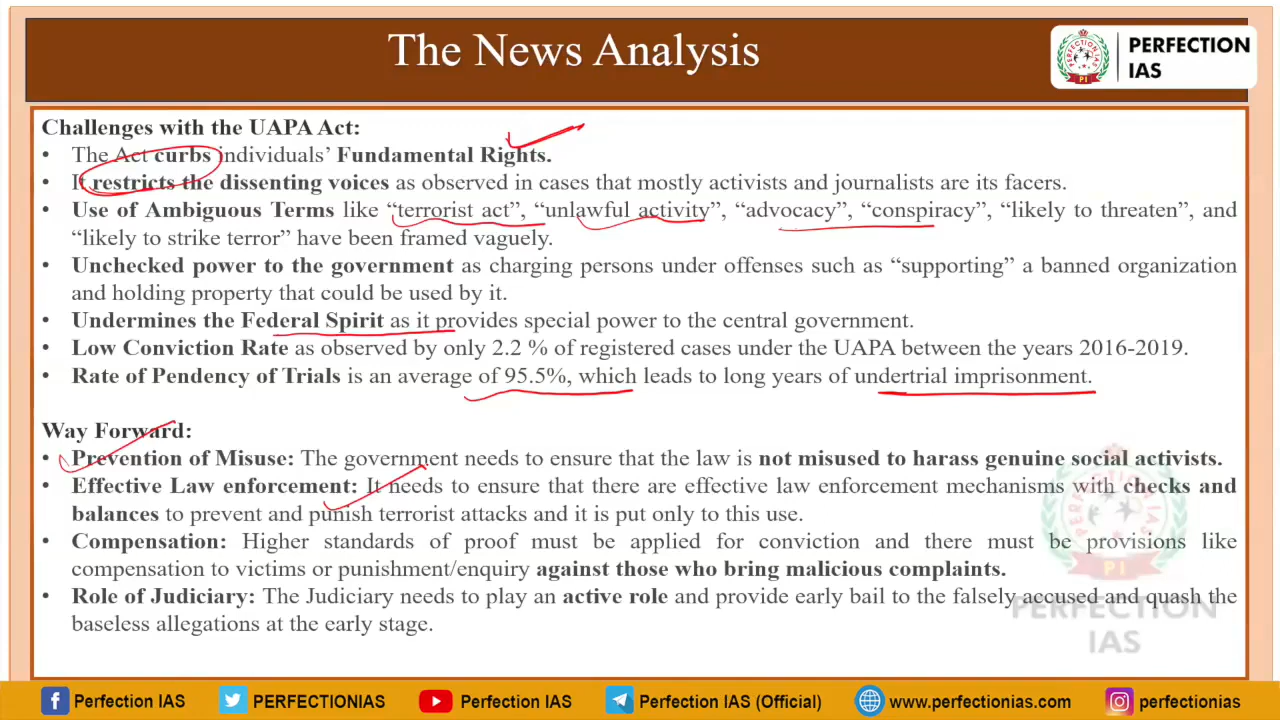 The News Analysis
PERFECTION
IAS
PERFECTION IAS
PI
Challenges with the UAPA Act:
• The Act curbs individuals’ Fundamental Rights.
• It restricts the dissenting voices as observed in cases that mostly activists and journalists are its facers.
• Use of Ambiguous Terms like “terrorist act”, “unlawful activity”, “advocacy”, “conspiracy”, “likely to threaten”, and
“likely to strike terror” have been framed vaguely.
• Unchecked power to the government as charging persons under offenses such as “supporting” a banned organization
and holding property that could be used by it.
• Undermines the Federal Spirit as it provides special power to the central government.
• Low Conviction Rate as observed by only 2.2 % of registered cases under the UAPA between the years 2016-2019.
• Rate of Pendency of Trials is an average of 95.5%, which leads to long years of undertrial imprisonment.
Way Forward:
• Prevention of Misuse: The government needs to ensure that the law is not misused to harass genuine social activists.
• Effective Law enforcement: It needs to ensure that there are effective law enforcement mechanisms with checks and
balances to prevent and punish terrorist attacks and it is put only to this use.
• Compensation: Higher standards of proof must be applied for conviction and there must be provisions like
compensation to victims or punishment/enquiry against those who bring malicious complaints.
• Role of Judiciary: The Judiciary needs to play an active role and provide early bail to the falsely accused and quash the
baseless allegations at the early stage.
PERFECTION IAS
PI
PERFECTION
IAS
Perfection IAS PERFECTIONIAS Perfection IAS Perfection IAS (Official) www.perfectionias.com perfectionias